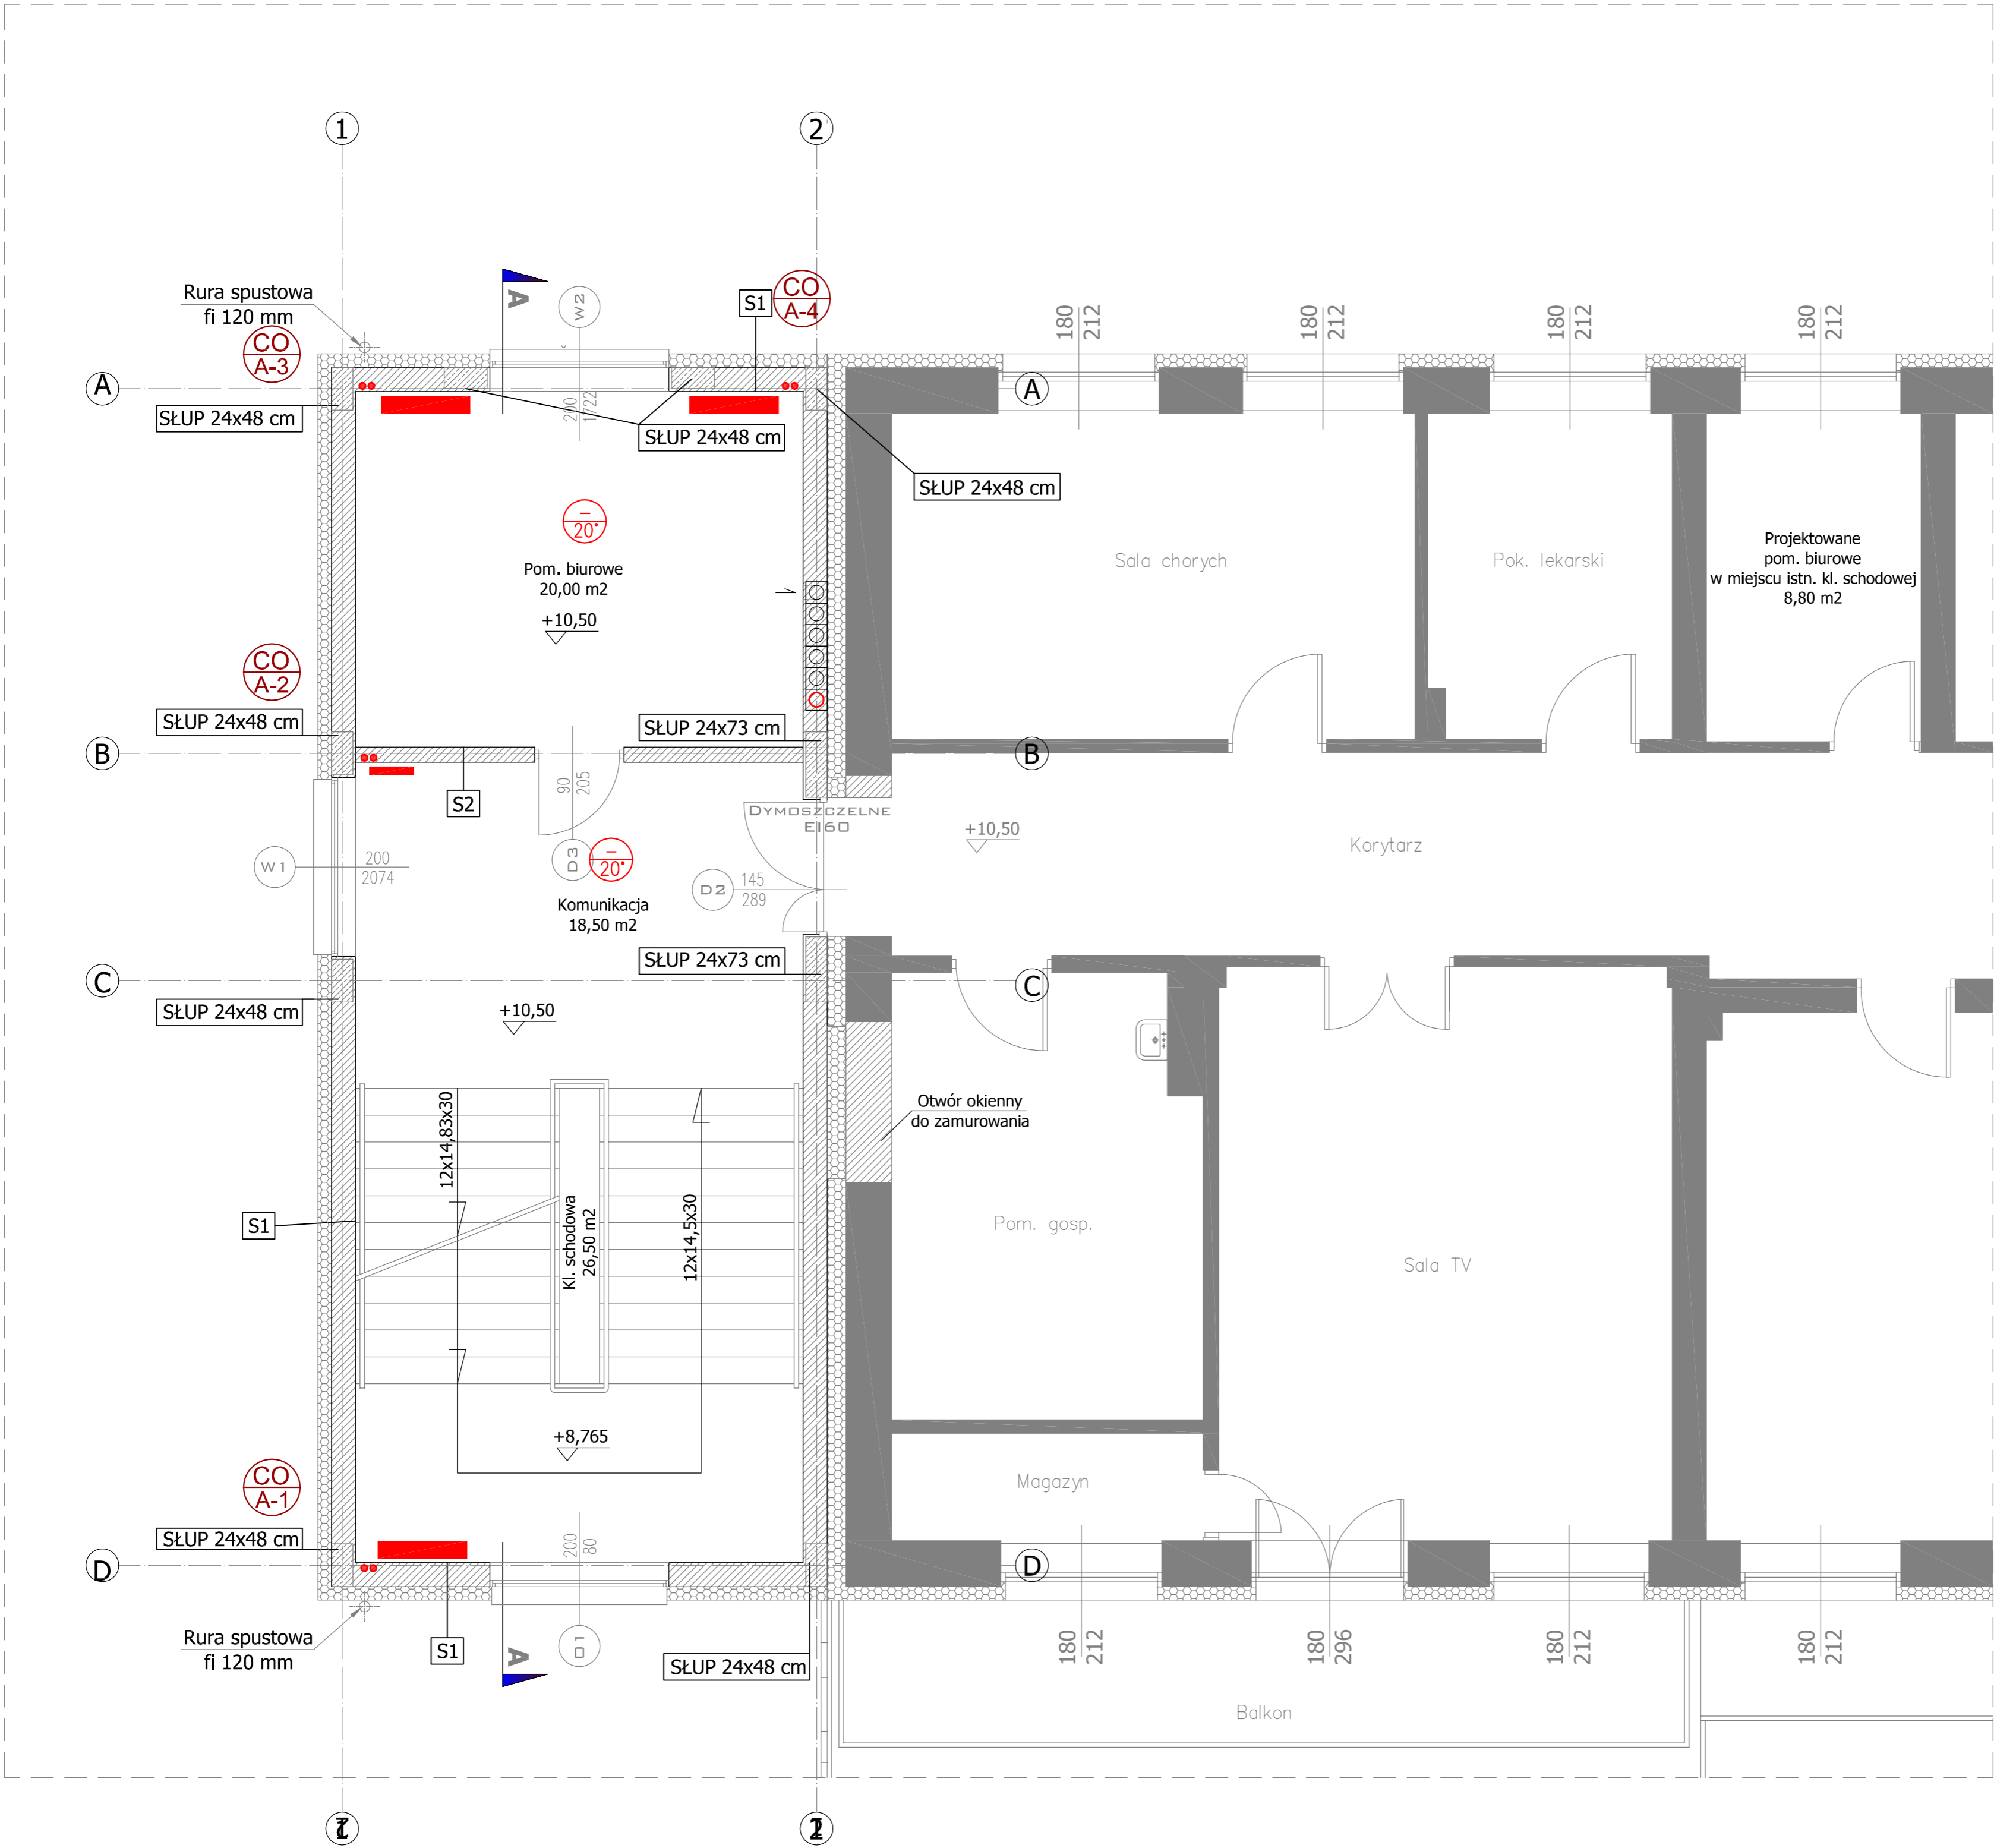 1
2
Rura spustowa
fi 120 mm
A
W2
S1
CO
A-4
180
212
180
212
180
212
180
212
CO
A-3
A
A
SŁUP 24x48 cm
200
1722
SŁUP 24x48 cm
SŁUP 24x48 cm
20°
Pom. biurowe
20,00 m2
+10,50
Sala chorych
Pok. lekarski
Projektowane
pom. biurowe
w miejscu istn. kl. schodowej
8,80 m2
CO
A-2
SŁUP 24x48 cm
SŁUP 24x73 cm
B
B
S2
90
205
DYMOSZCZELNE
EI60
+10,50
Korytarz
W1
200
2074
D3
20°
D2
145
289
Komunikacja
18,50 m2
SŁUP 24x73 cm
C
C
SŁUP 24x48 cm
+10,50
12x14,83x30
Kl. schodowa
26,50 m2
12x14,5x30
Otwór okienny
do zamurowania
S1
Pom. gosp.
Sala TV
+8,765
Magazyn
CO
A-1
SŁUP 24x48 cm
200
80
D
D
Rura spustowa
fi 120 mm
S1
A
O1
SŁUP 24x48 cm
180
212
180
296
180
212
180
212
Balkon